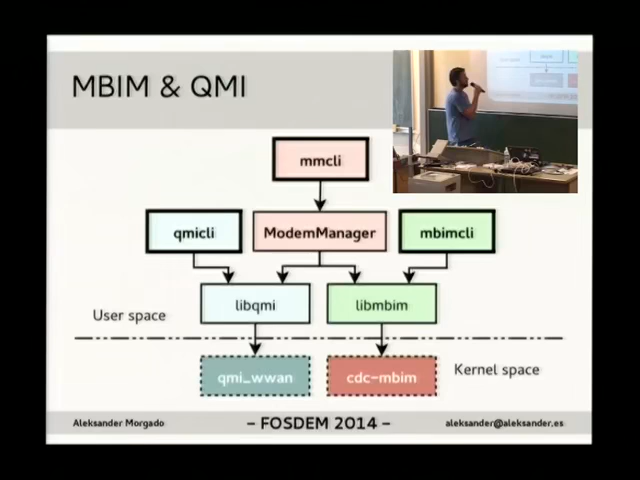 MBIM & QMI
mmcli
qmicli
ModemManager
mbimcli
libqmi
libmbim
User space
qmi_wwan
cdc-mbim
Kernel space
Aleksander Morgado
– FOSDEM 2014 –
aleksander@aleksander.es